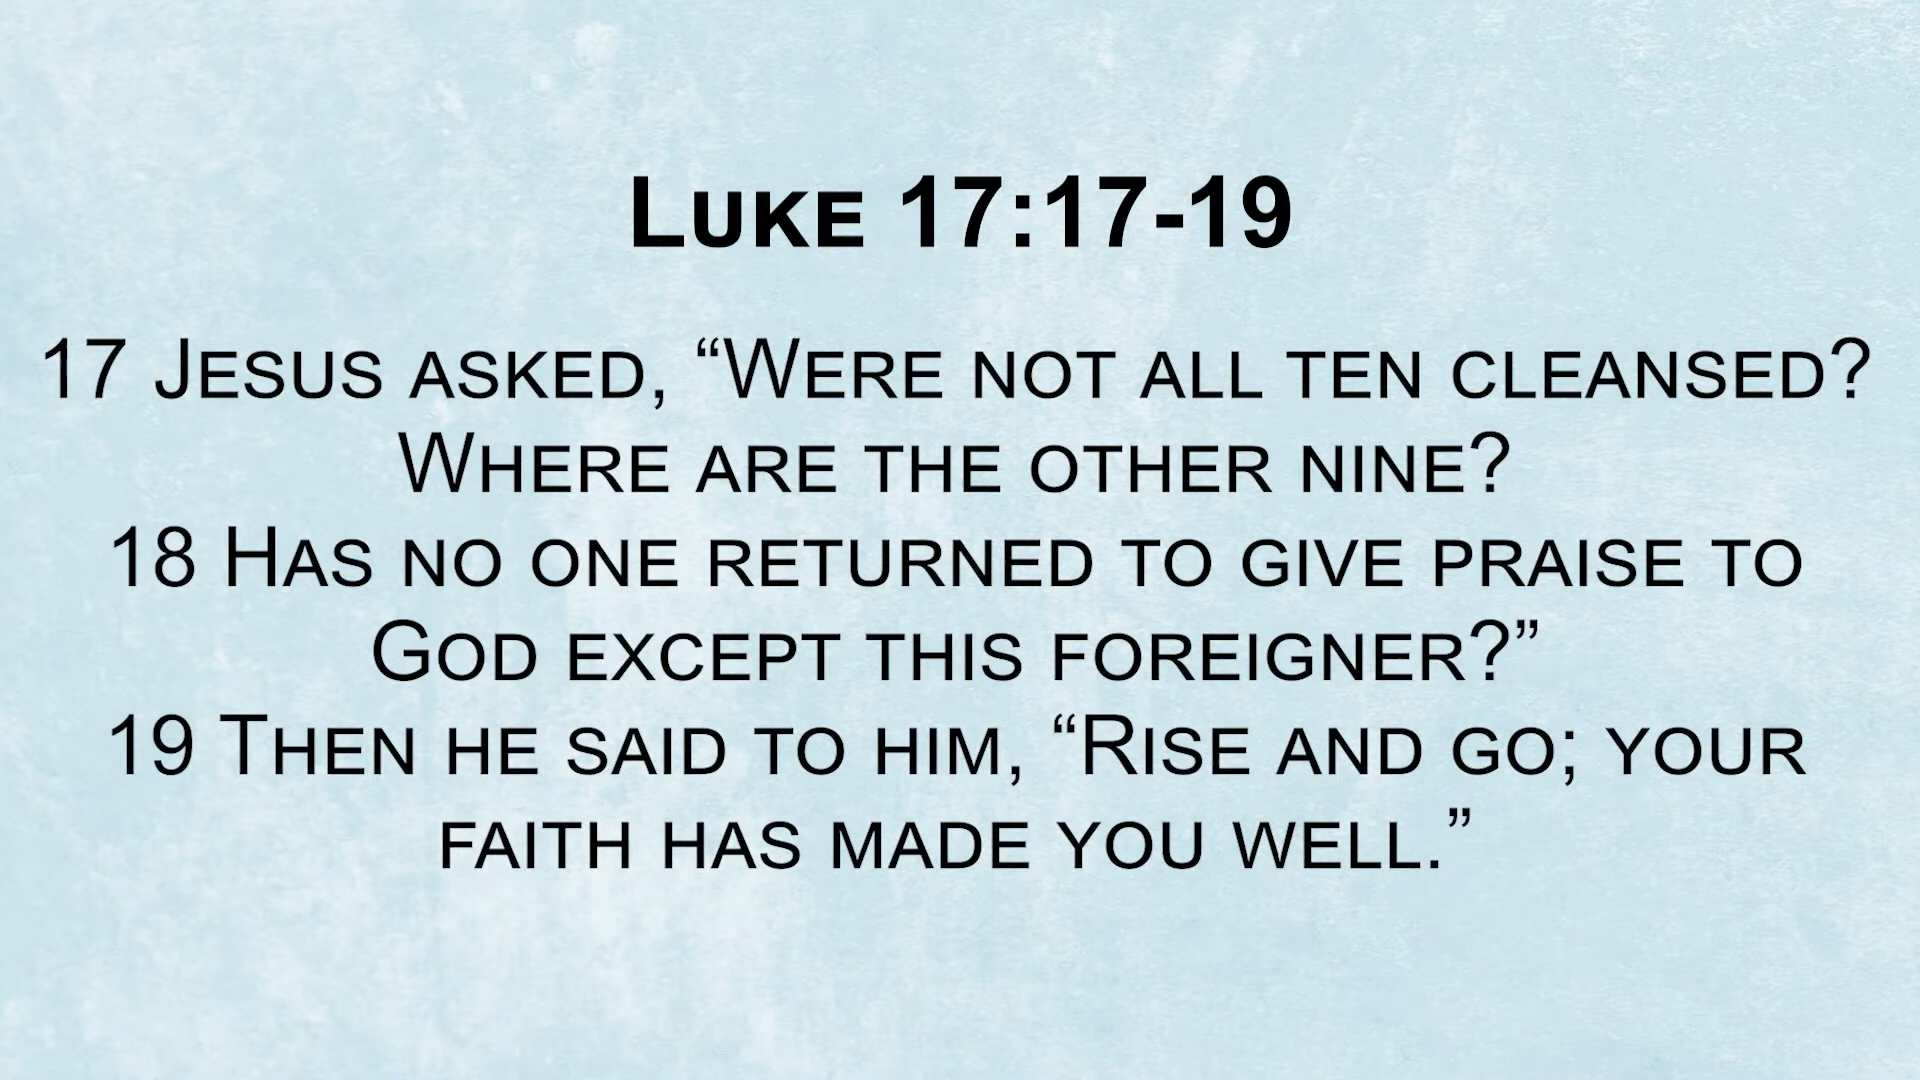 Luke 17:17-19
17 Jesus asked, “Were not all ten cleansed?
Where are the other nine?
18 Has no one returned to give praise to
God except this foreigner?”
19 Then he said to him, “Rise and go; your
faith has made you well.”